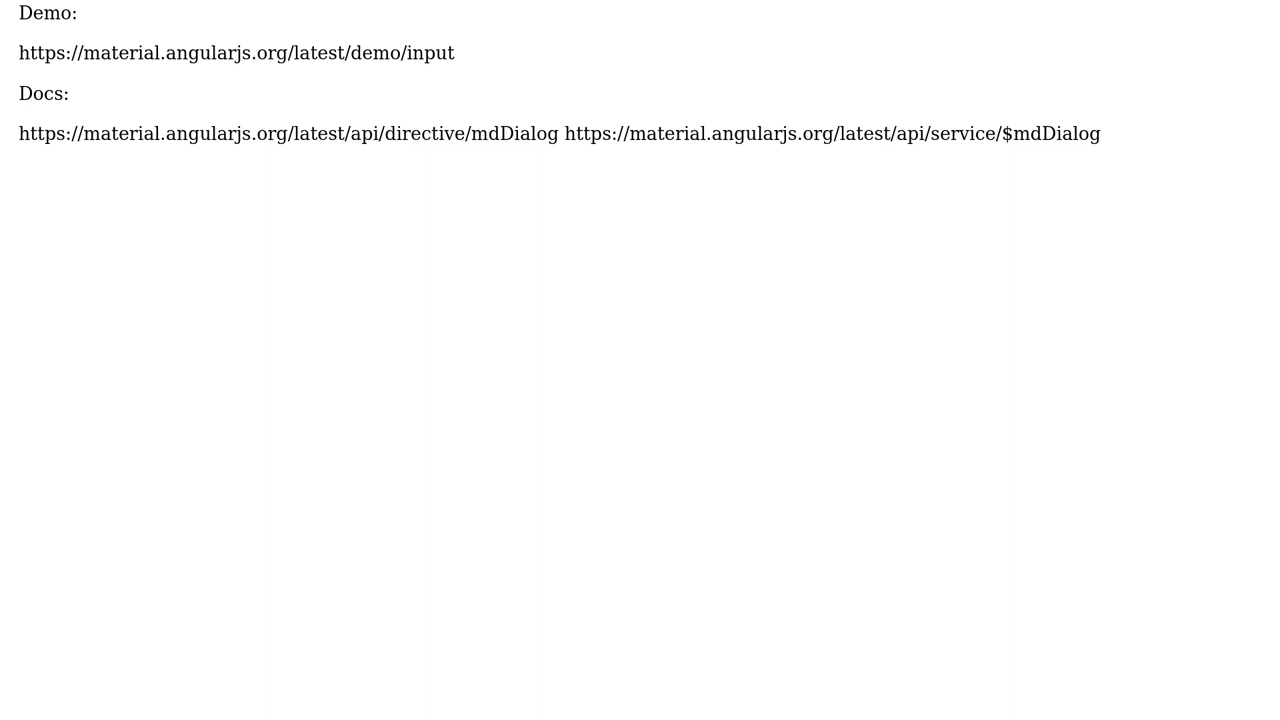 Demo:
https://material.angularjs.org/latest/demo/input
Docs:
https://material.angularjs.org/latest/api/directive/mdDialog https://material.angularjs.org/latest/api/service/$mdDialog